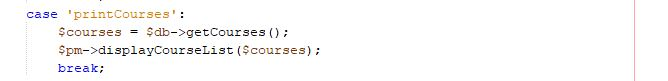 case 'printCourses':
$courses = $db->getCourses();
$pm->displayCourseList($courses);
break;